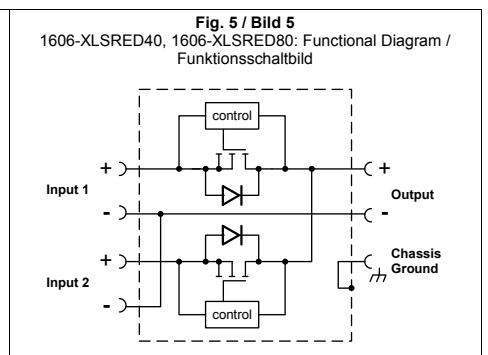 Fig. 5 / Bild 5
1606-XLSRED40, 1606-XLSRED80: Functional Diagram /
Funktionsschaltbild
control
+
+
Input 1
Output
-
-
+
Chassis
Ground
Input 2
-
control